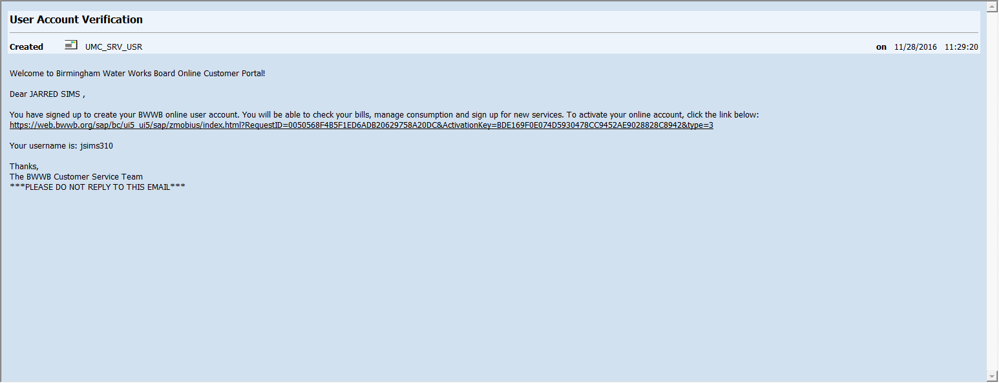 User Account Verification
Created UMC_SRV_USR on 11/28/2016 11:29:20
Welcome to Birmingham Water Works Board Online Customer Portal!
Dear JARRED SIMS ,
You have signed up to create your BWWB online user account. You will be able to check your bills, manage consumption and sign up for new services. To activate your online account, click the link below:
https://web.bwwb.org/sap/bc/ui5_ui5/sap/zmobius/index.html?RequestID=0050568F4B5F1ED6ADB20629758A20DC&ActivationKey=BDE169F0E074D5930478CC9452AE9028828C8942&type=3
Your username is: jsims310
Thanks,
The BWWB Customer Service Team
***PLEASE DO NOT REPLY TO THIS EMAIL***